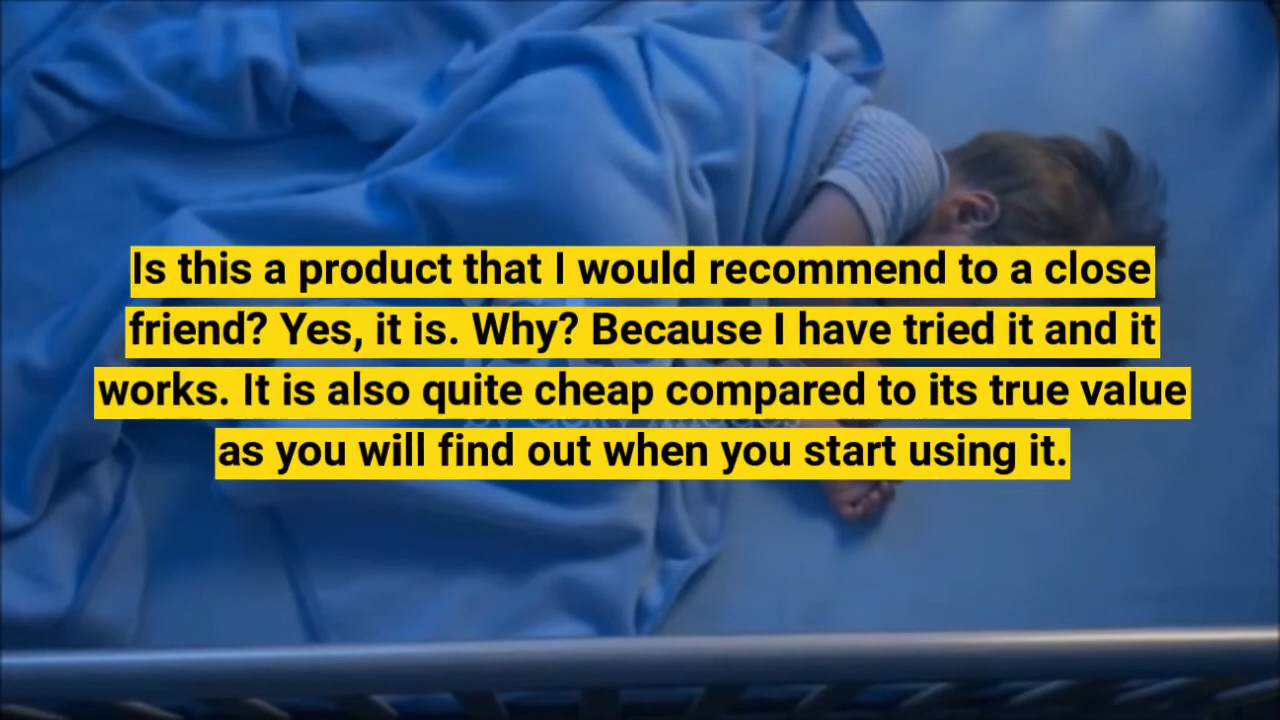 Is this a product that I would recommend to a close
friend? Yes, it is. Why? Because I have tried it and it
works. It is also quite cheap compared to its true value
as you will find out when you start using it.